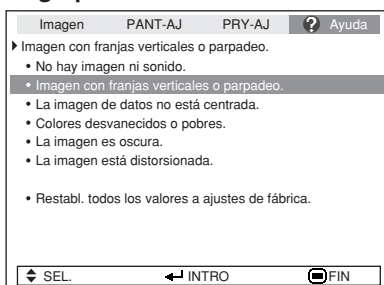 Imagen PANT-AJ PRY-AJ ? Ayuda
Imagen con franjas verticales o parpadeo.
• No hay imagen ni sonido.
• Imagen con franjas verticales o parpadeo.
• La imagen de datos no está centrada.
• Colores desvanecidos o pobres.
• La imagen es oscura.
• La imagen está distorsionada.
• Restabl. todos los valores a ajustes de fábrica.
SEL. INTRO FIN